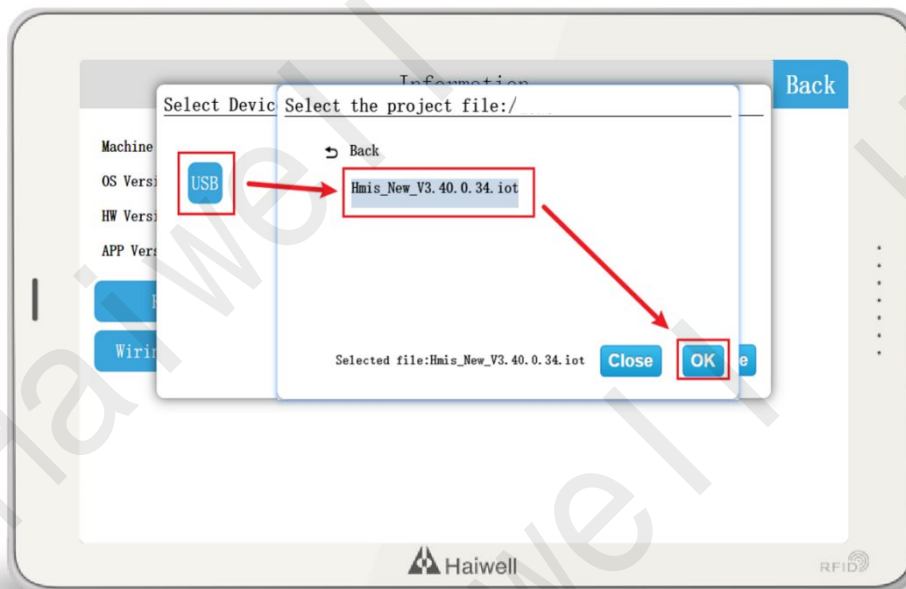 Information
Back
Select Devic
Select the project file:/
Machine
OS Versi
HW Versi
APP Vers
USB
Back
Hmis_New_V3.40.0.34.iot
Wirin
Selected file:Hmis_New_V3.40.0.34.iot
Close
OK
e
Haiwell
RFID
Haiwell